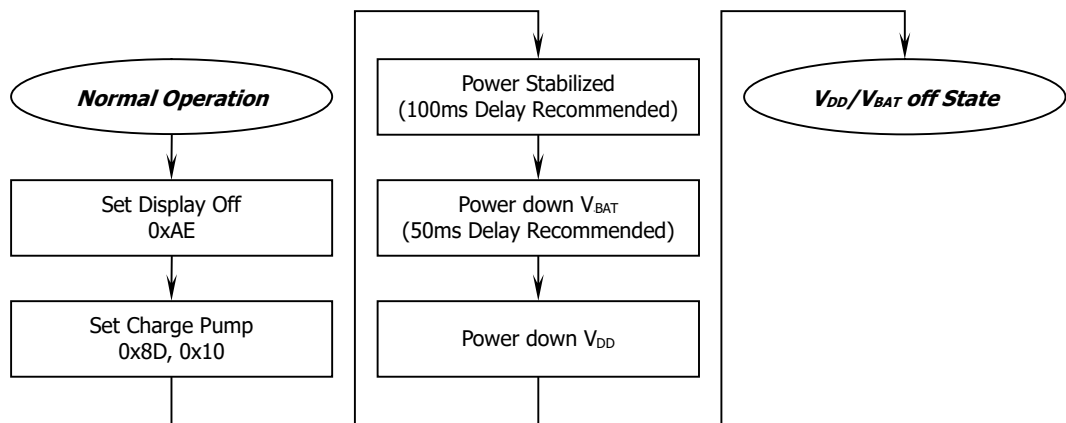 Normal Operation
Set Display Off
0xAE
Set Charge Pump
0x8D, 0x10
Power Stabilized
(100ms Delay Recommended)
Power down VBAT
(50ms Delay Recommended)
Power down VDD
VDD/VBAT off State